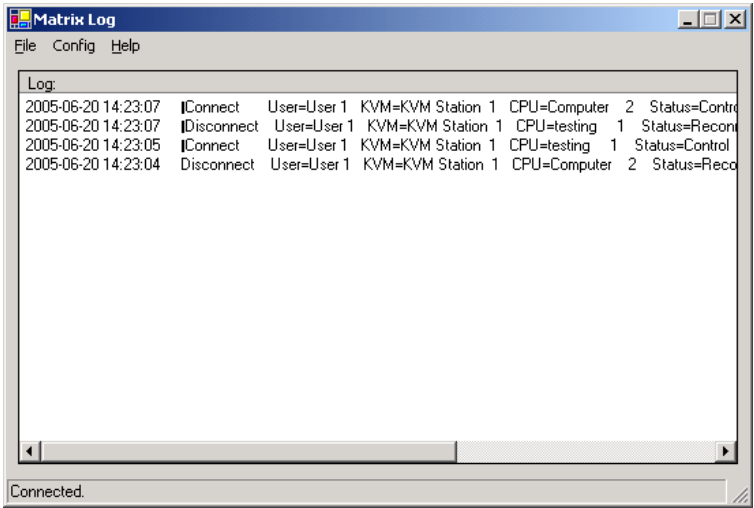 Matrix Log
File Config Help
Log:
2005-06-20 14:23:07 Connect User=User 1 KVM=KVM Station 1 CPU=Computer 2 Status=Contro
2005-06-20 14:23:07 Disconnect User=User 1 KVM=KVM Station 1 CPU=testing 1 Status=Recon
2005-06-20 14:23:05 Connect User=User 1 KVM=KVM Station 1 CPU=testing 1 Status=Control
2005-06-20 14:23:04 Disconnect User=User 1 KVM=KVM Station 1 CPU=Computer 2 Status=Reco
Connected.